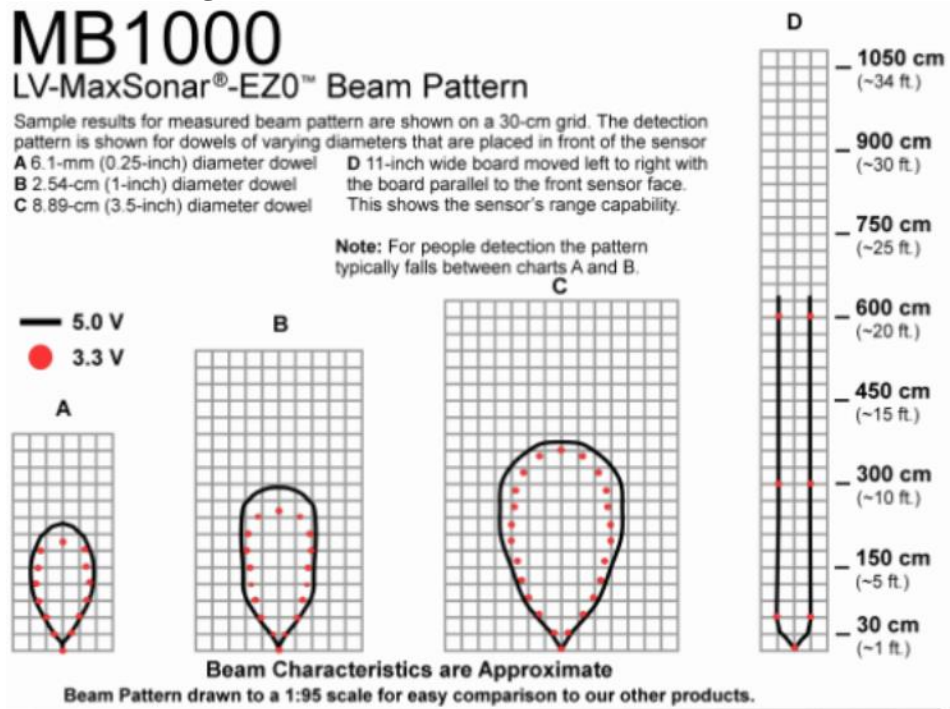 MB1000
LV-MaxSonar®-EZ0™ Beam Pattern
Sample results for measured beam pattern are shown on a 30-cm grid. The detection
pattern is shown for dowels of varying diameters that are placed in front of the sensor
A 6.1-mm (0.25-inch) diameter dowel
B 2.54-cm (1-inch) diameter dowel
C 8.89-cm (3.5-inch) diameter dowel
D 11-inch wide board moved left to right with
the board parallel to the front sensor face.
This shows the sensor's range capability.
Note: For people detection the pattern
typically falls between charts A and B.
5.0 V
3.3 V
A
B
C
D
1050 cm
(~34 ft.)
900 cm
(~30 ft.)
750 cm
(~25 ft.)
600 cm
(~20 ft.)
450 cm
(~15 ft.)
300 cm
(~10 ft.)
150 cm
(~5 ft.)
30 cm
(~1 ft.)
Beam Characteristics are Approximate
Beam Pattern drawn to a 1:95 scale for easy comparison to our other products.